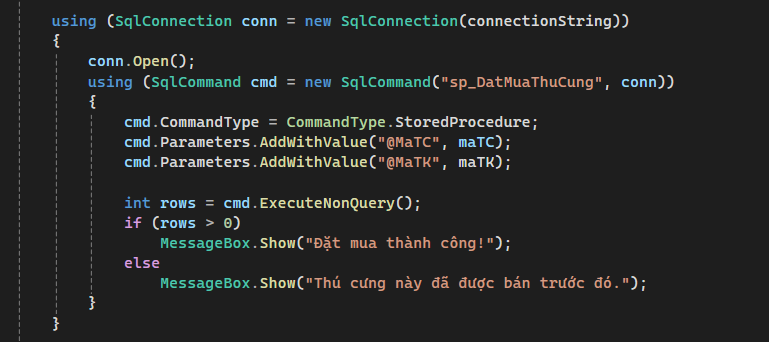 using (SqlConnection conn = new SqlConnection(connectionString))
{
conn.Open();
using (SqlCommand cmd = new SqlCommand("sp_DatMuaThuCung", conn))
{
cmd.CommandType = CommandType.StoredProcedure;
cmd.Parameters.AddWithValue("@MaTC", maTC);
cmd.Parameters.AddWithValue("@MaTK", maTK);
int rows = cmd.ExecuteNonQuery();
if (rows > 0)
MessageBox.Show("Đặt mua thành công!");
else
MessageBox.Show("Thú cưng này đã được bán trước đó.");
}
}